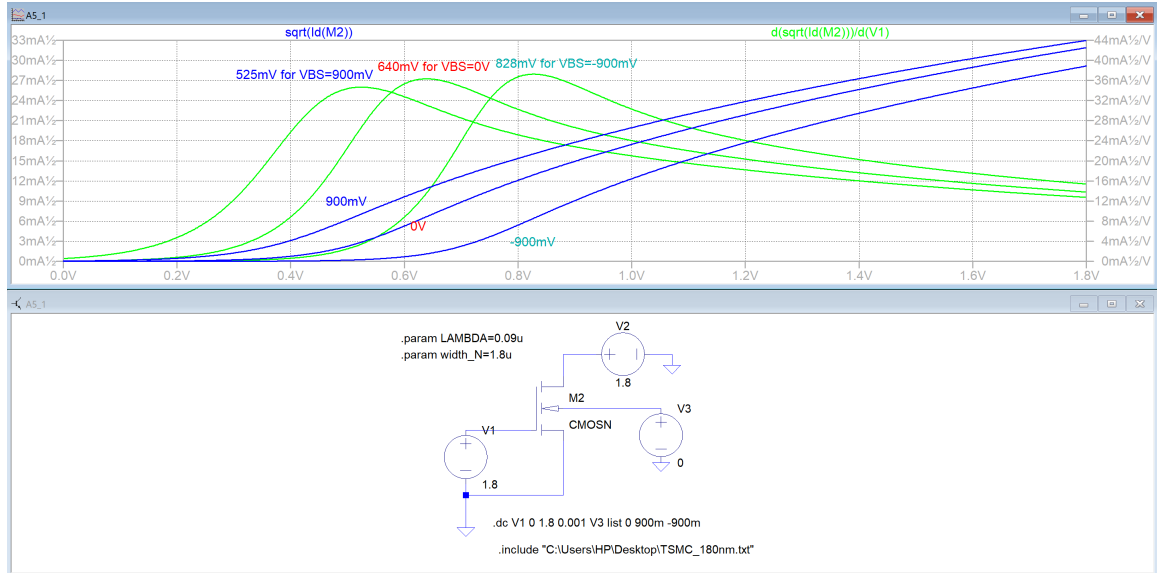 A5_1
sqrt(Id(M2))
d(sqrt(Id(M2)))/d(V1)
33mA½
30mA½
27mA½
24mA½
21mA½
18mA½
15mA½
12mA½
9mA½
6mA½
3mA½
0mA½
525mV for VBS=900mV
640mV for VBS=0V
828mV for VBS=-900mV
900mV
0V
-900mV
44mA½/V
40mA½/V
36mA½/V
32mA½/V
28mA½/V
24mA½/V
20mA½/V
16mA½/V
12mA½/V
8mA½/V
4mA½/V
0mA½/V
0.0V
0.2V
0.4V
0.6V
0.8V
1.0V
1.2V
1.4V
1.6V
1.8V
A5_1
.param LAMBDA=0.09u
.param width_N=1.8u
V2
1.8
M2
CMOSN
V3
0
V1
1.8
.dc V1 0 1.8 0.001 V3 list 0 900m -900m
.include "C:\Users\HP\Desktop\TSMC_180nm.txt"